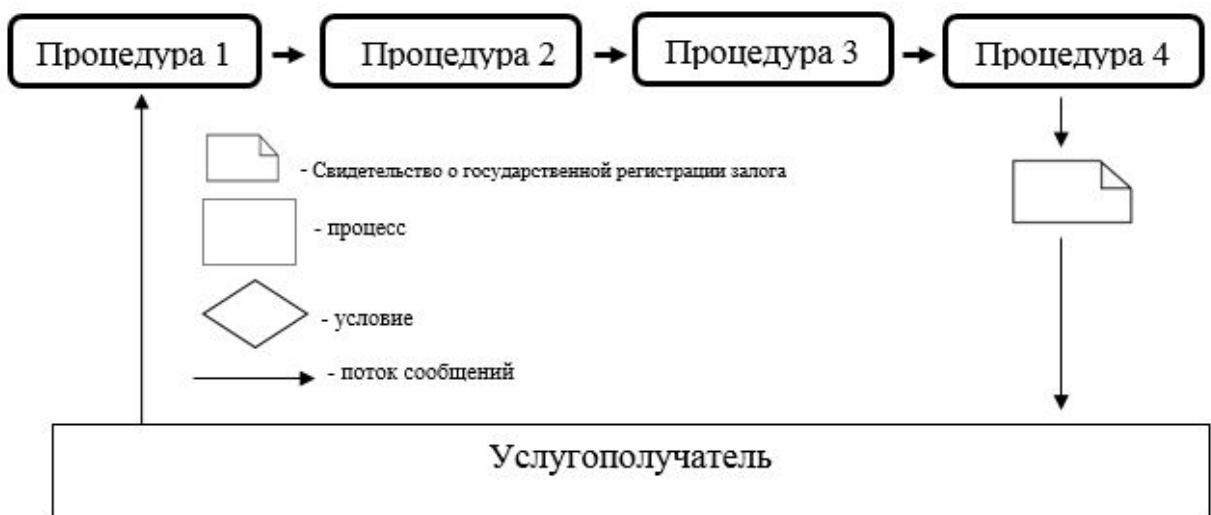 Процедура 1
Процедура 2
Процедура 3
Процедура 4
- Свидетельство о государственной регистрации залога
- процесс
- условие
- поток сообщений
Услугополучатель